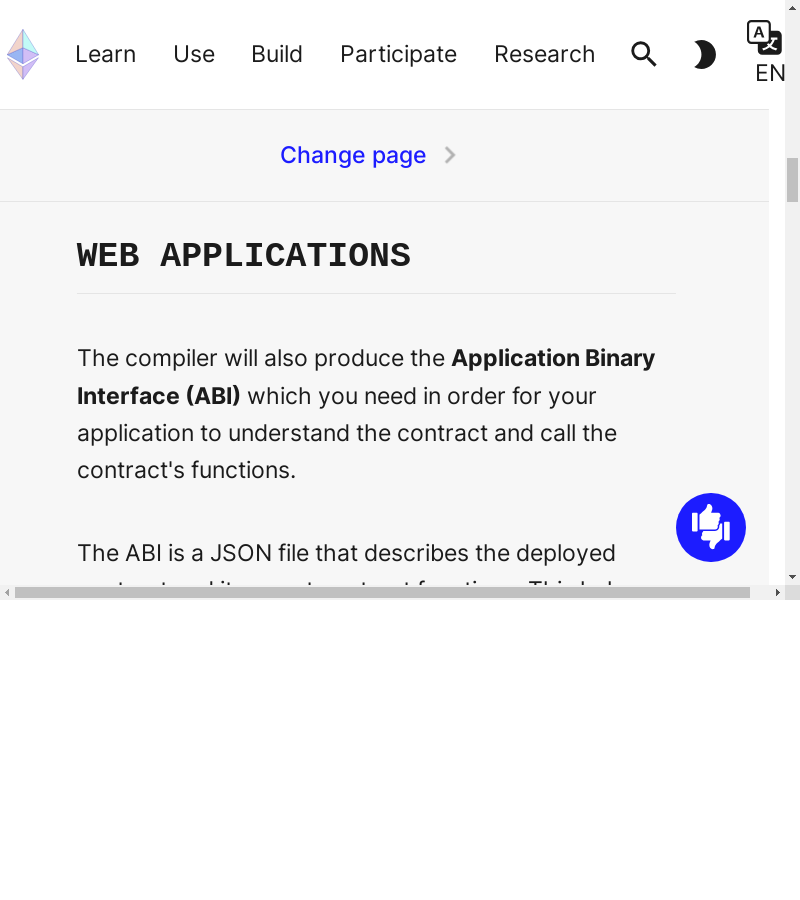 Learn Use Build Participate Research
EN
Change page
WEB APPLICATIONS
The compiler will also produce the Application Binary
Interface (ABI) which you need in order for your
application to understand the contract and call the
contract's functions.
The ABI is a JSON file that describes the deployed